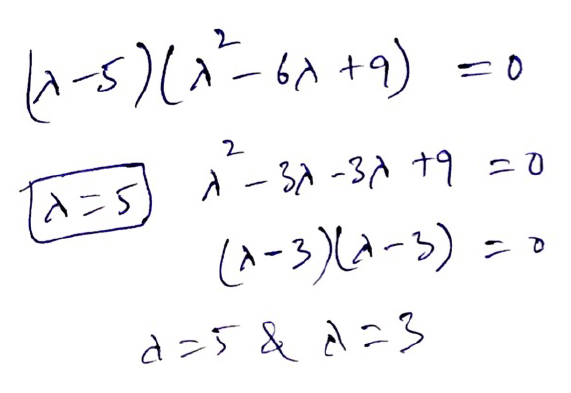 (λ-5)(λ²-6λ+9) = 0
λ=5 λ²-3λ-3λ+9 = 0
(λ-3)(λ-3) = 0
λ=5 & λ=3